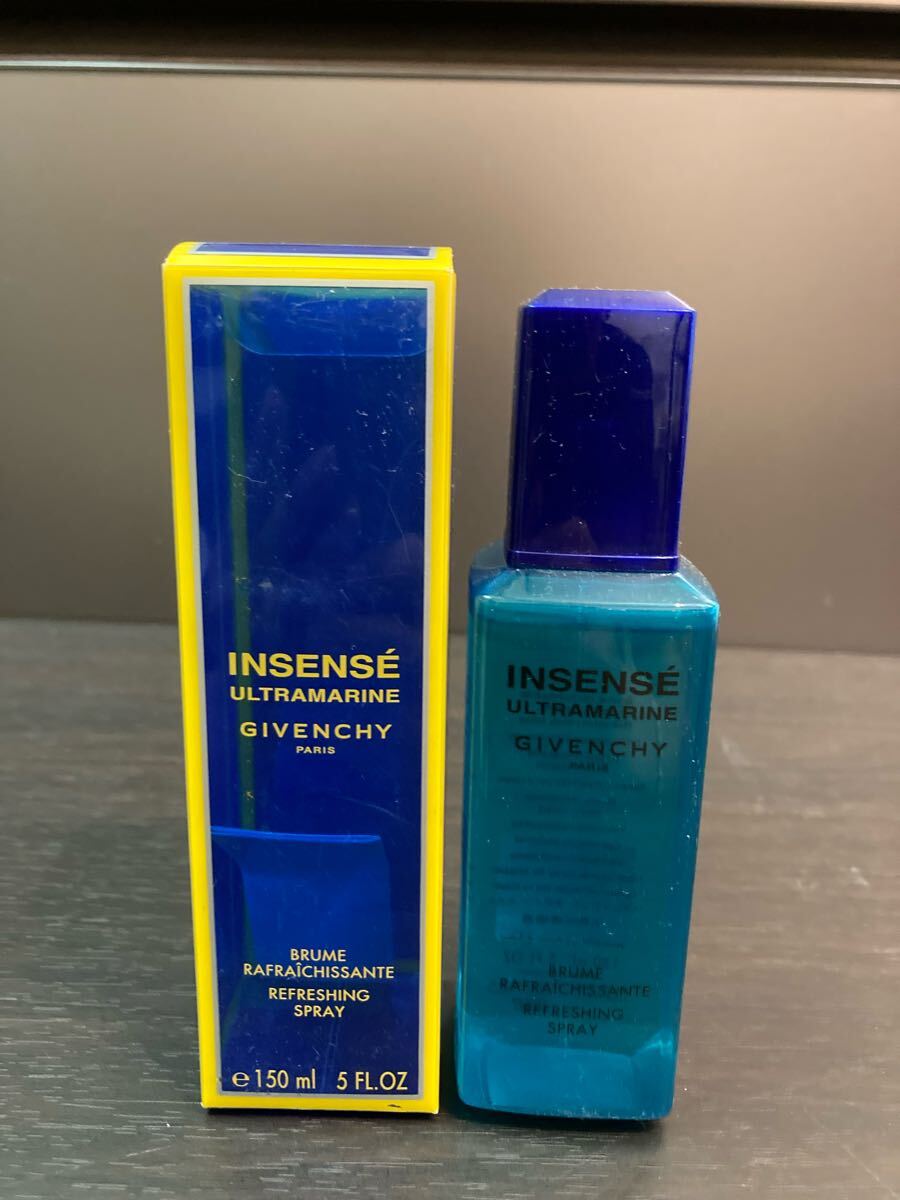 INSENSÉ
ULTRAMARINE
GIVENCHY
PARIS
BRUME
RAFRAÎCHISSANTE
REFRESHING
SPRAY
e 150 ml 5 FL.OZ
INSENSÉ
ULTRAMARINE
GIVENCHY
PARIS
BRUME
RAFRAÎCHISSANTE
REFRESHING
SPRAY